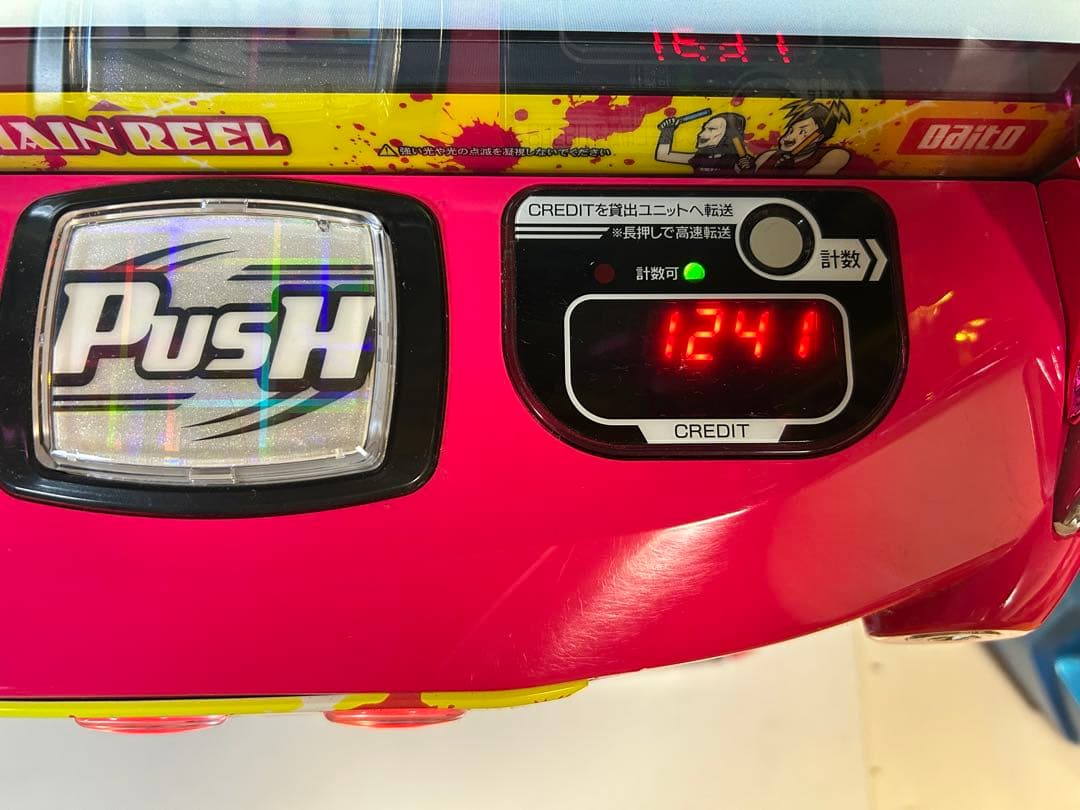 AIN REEL
⚠強い光や光の点滅を凝視しないでください
Daito
PUSH
CREDITを貸出ユニットへ転送
※長押しで高速転送
計数
計数可
1241
CREDIT